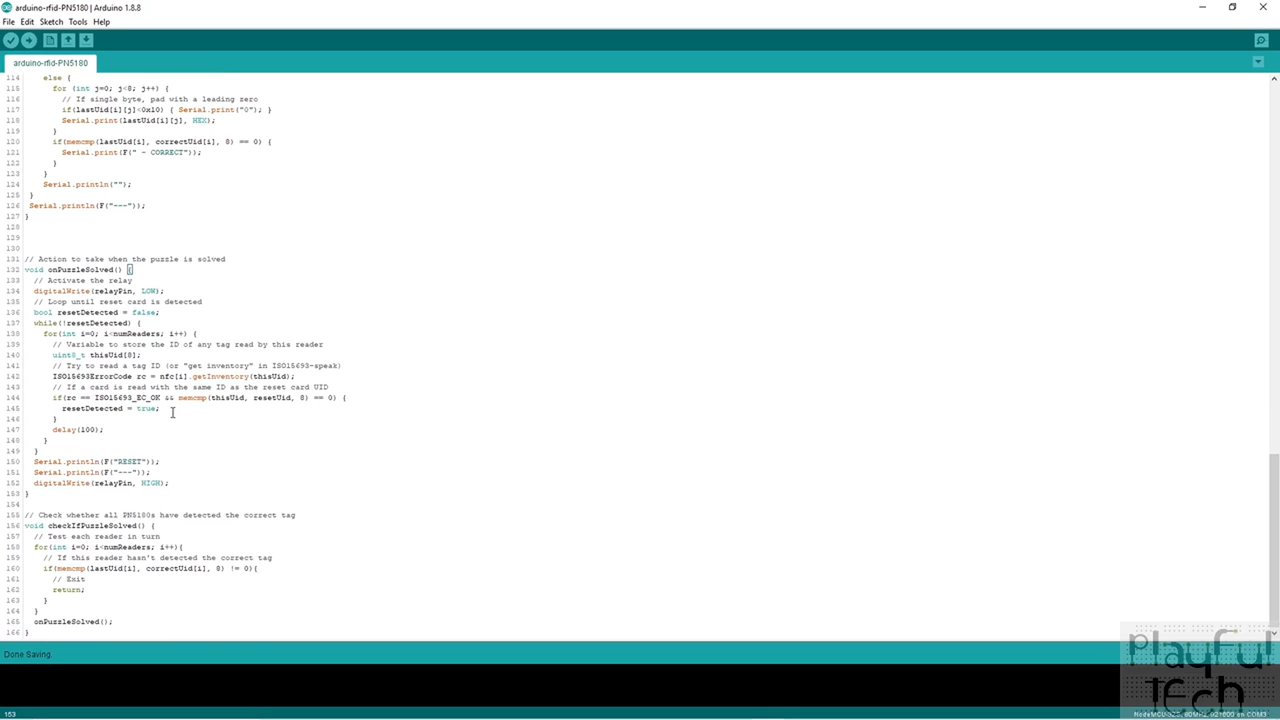 arduino-rfid-PN5180 | Arduino 1.8.8
File Edit Sketch Tools Help
arduino-rfid-PN5180
114 else {
115 for (int j=0; j<8; j++) {
116 // If single byte, pad with a leading zero
117 if(lastUid[i][j]<0x10) { Serial.print("0"); }
118 Serial.print(lastUid[i][j], HEX);
119 }
120 if(memcmp(lastUid[i], correctUid[i], 8) == 0) {
121 Serial.print(F(" - CORRECT"));
122 }
123 }
124 Serial.println("");
125 }
126 Serial.println(F("---"));
127 }
128
129
130
131 // Action to take when the puzzle is solved
132 void onPuzzleSolved() {
133 // Activate the relay
134 digitalWrite(relayPin, LOW);
135 // Loop until reset card is detected
136 bool resetDetected = false;
137 while(!resetDetected) {
138 for(int i=0; i<numReaders; i++) {
139 // Variable to store the ID of any tag read by this reader
140 uint8_t thisUid[8];
141 // Try to read a tag ID (or "get inventory" in ISO15693-speak)
142 ISO15693ErrorCode rc = nfc[i].getInventory(thisUid);
143 // If a card is read with the same ID as the reset card UID
144 if(rc == ISO15693_EC_OK && memcmp(thisUid, resetUid, 8) == 0) {
145 resetDetected = true;
146 }
147 delay(100);
148 }
149 }
150 Serial.println(F("RESET"));
151 Serial.println(F("---"));
152 digitalWrite(relayPin, HIGH);
153 }
154
155 // Check whether all PN5180s have detected the correct tag
156 void checkIfPuzzleSolved() {
157 // Test each reader in turn
158 for(int i=0; i<numReaders; i++){
159 // If this reader hasn't detected the correct tag
160 if(memcmp(lastUid[i], correctUid[i], 8) != 0){
161 // Exit
162 return;
163 }
164 }
165 onPuzzleSolved();
166 }
Done Saving.
Playful
tech
153